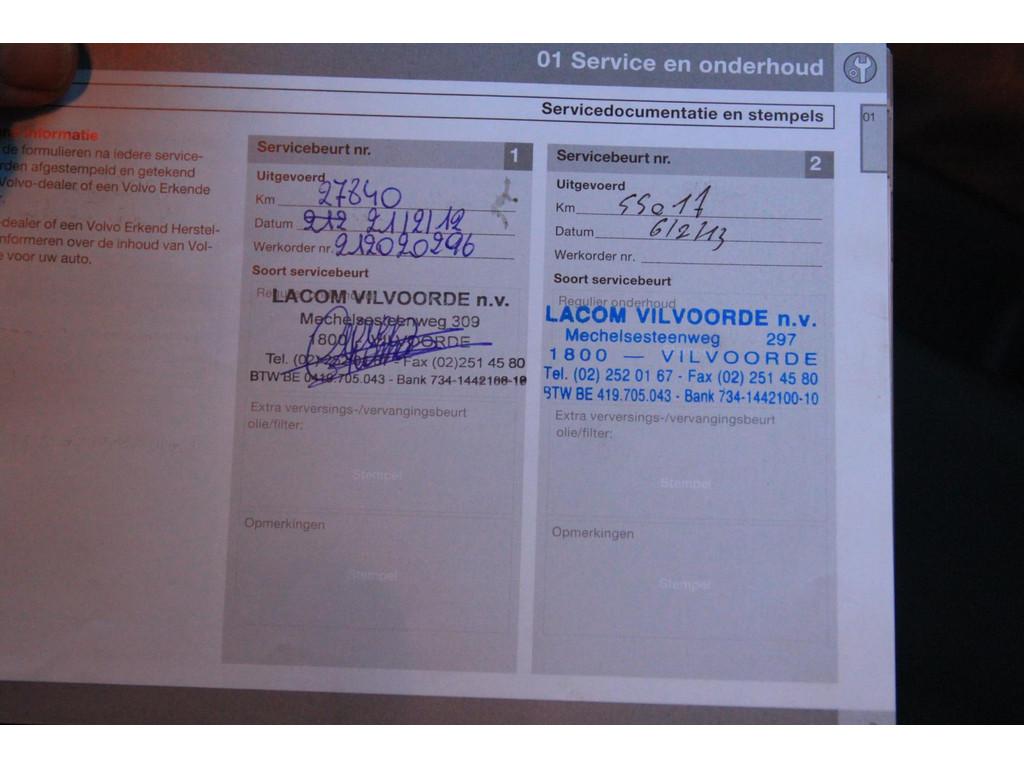 01 Service en onderhoud
Servicedocumentatie en stempels
01
Informatie
de formulieren na iedere service-
rden afgestempeld en getekend
Volvo-dealer of een Volvo Erkende
dealer of een Volvo Erkend Herstel-
nformeren over de inhoud van Vol-
voor uw auto.
Servicebeurt nr. 1
Uitgevoerd
Km 27840
Datum 212 21/2/12
Werkorder nr. 212020296
Soort servicebeurt
LACOM VILVOORDE n.v.
Mechelsesteenweg 309
1800 - VILVOORDE
Tel. (02) 252 01 67 - Fax (02)251 45 80
BTW BE 0419.705.043 - Bank 734-1442100-10
Extra verversings-/vervangingsbeurt
olie/filter:
Stempel
Opmerkingen
Stempel
Servicebeurt nr. 2
Uitgevoerd
Km 55017
Datum 6/2/13
Werkorder nr.
Soort servicebeurt
Regulier onderhoud
LACOM VILVOORDE n.v.
Mechelsesteenweg 297
1800 — VILVOORDE
Tel. (02) 252 01 67 - Fax (02) 251 45 80
BTW BE 419.705.043 - Bank 734-1442100-10
Extra verversings-/vervangingsbeurt
olie/filter:
Stempel
Opmerkingen
Stempel